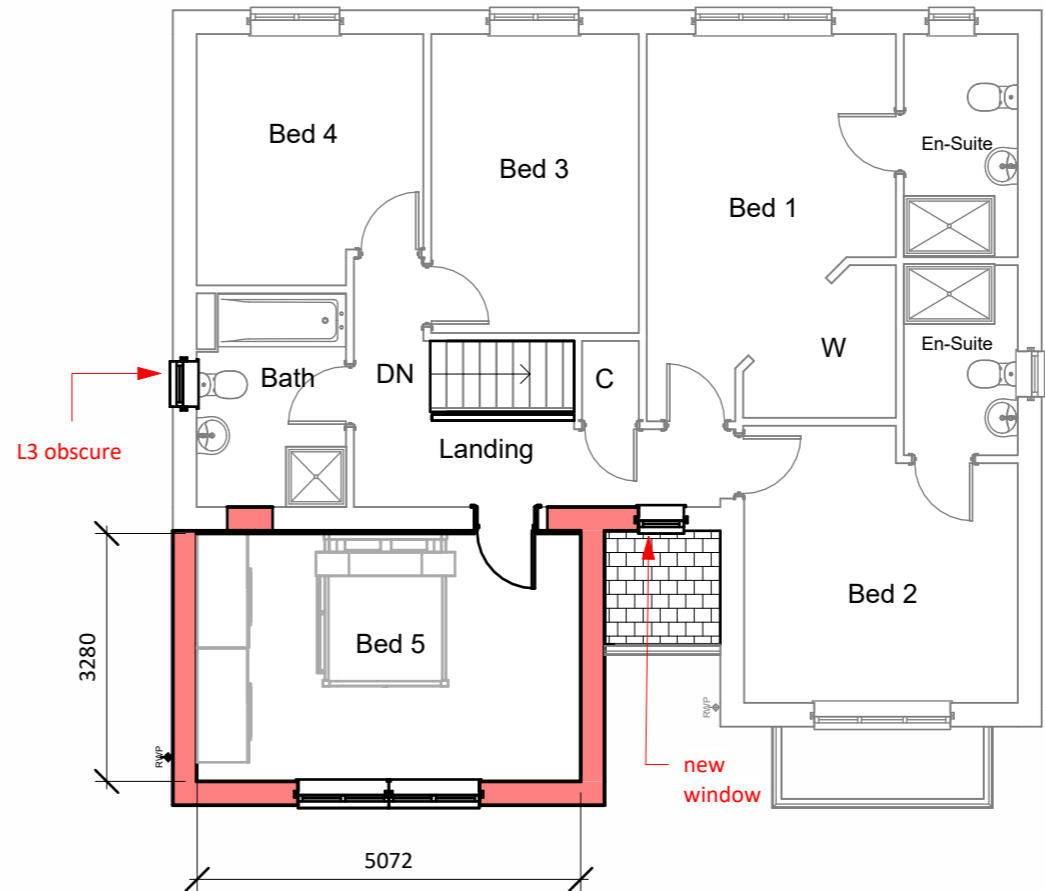 Bed 4
Bed 3
Bed 1
En-Suite
En-Suite
W
Bath
DN
C
L3 obscure
Landing
Bed 2
Bed 5
3280
RWP
RWP
new
window
5072